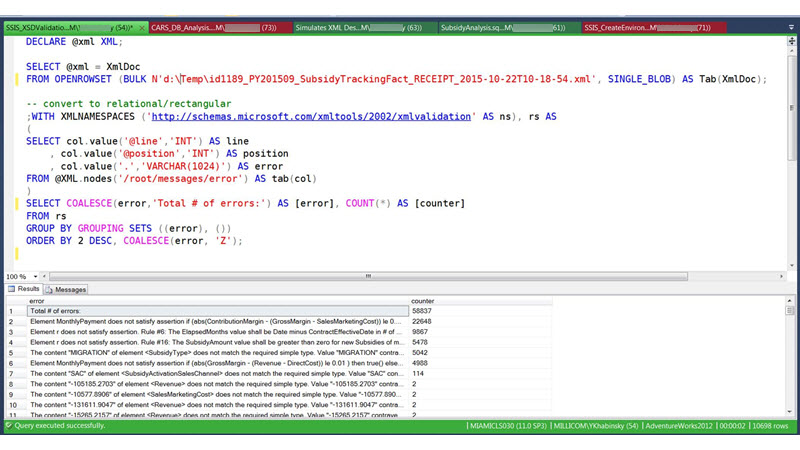 SSIS_XSDValidatio...M\ (54))* CARS_DB_Analysis....M\ (73)) Simulates XML Des...M\ y (63)) SubsidyAnalysis.sq...M\ 61)) SSIS_CreateEnviron...M\ (71))
DECLARE @xml XML;
SELECT @xml = XmlDoc
FROM OPENROWSET (BULK N'd:\Temp\id1189_PY201509_SubsidyTrackingFact_RECEIPT_2015-10-22T10-18-54.xml', SINGLE_BLOB) AS Tab(XmlDoc);
-- convert to relational/rectangular
;WITH XMLNAMESPACES ('http://schemas.microsoft.com/xmltools/2002/xmlvalidation' AS ns), rs AS
(
SELECT col.value('@line','INT') AS line
, col.value('@position','INT') AS position
, col.value('.','VARCHAR(1024)') AS error
FROM @XML.nodes('/root/messages/error') AS tab(col)
)
SELECT COALESCE(error,'Total # of errors:') AS [error], COUNT(*) AS [counter]
FROM rs
GROUP BY GROUPING SETS ((error), ())
ORDER BY 2 DESC, COALESCE(error, 'Z');
100 %
Results Messages
error counter
1 Total # of errors: 58837
2 Element MonthlyPayment does not satisfy assertion if (abs(ContributionMargin - (GrossMargin - SalesMarketingCost)) le 0.... 22648
3 Element r does not satisfy assertion. Rule #6: The ElapsedMonths value shall be Date minus ContractEffectiveDate in # of ... 9867
4 Element r does not satisfy assertion. Rule #16: The SubsidyAmount value shall be greater than zero for new Subsidies of m... 5478
5 The content "MIGRATION" of element <SubsidyType> does not match the required simple type. Value "MIGRATION" contra... 5042
6 Element MonthlyPayment does not satisfy assertion if (abs(GrossMargin - (Revenue - DirectCost)) le 0.01 ) then true() else... 4988
7 The content "SAC" of element <SubsidyActivationSalesChannel> does not match the required simple type. Value "SAC" con... 114
8 The content "-105185.2703" of element <Revenue> does not match the required simple type. Value "-105185.2703" contra... 2
9 The content "-10577.8906" of element <SalesMarketingCost> does not match the required simple type. Value "-10577.890... 2
10 The content "-131611.9047" of element <Revenue> does not match the required simple type. Value "-131611.9047" contra... 2
11 The content "-15265.2157" of element <Revenue> does not match the required simple type. Value "-15265.2157" contrave... 2
Query executed successfully. MIAMICLS030 (11.0 SP3) MILLICOM\YKhabinsky (54) AdventureWorks2012 00:00:02 10698 rows